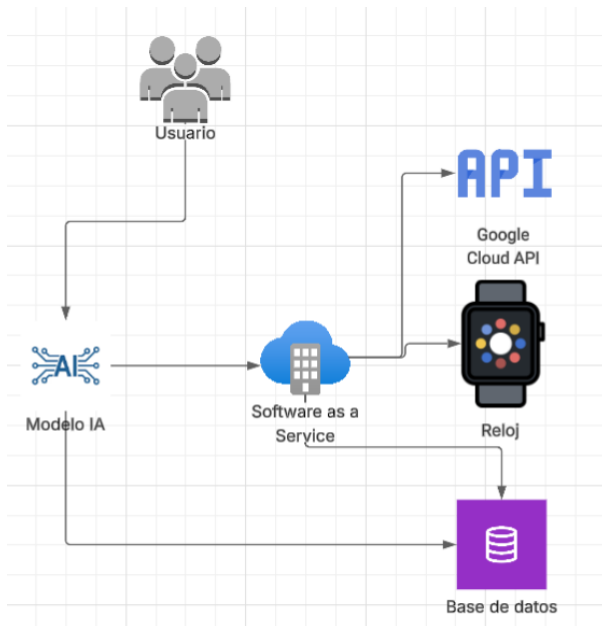 Usuario
API
Google
Cloud API
AI
Modelo IA
Software as a
Service
Reloj
Base de datos